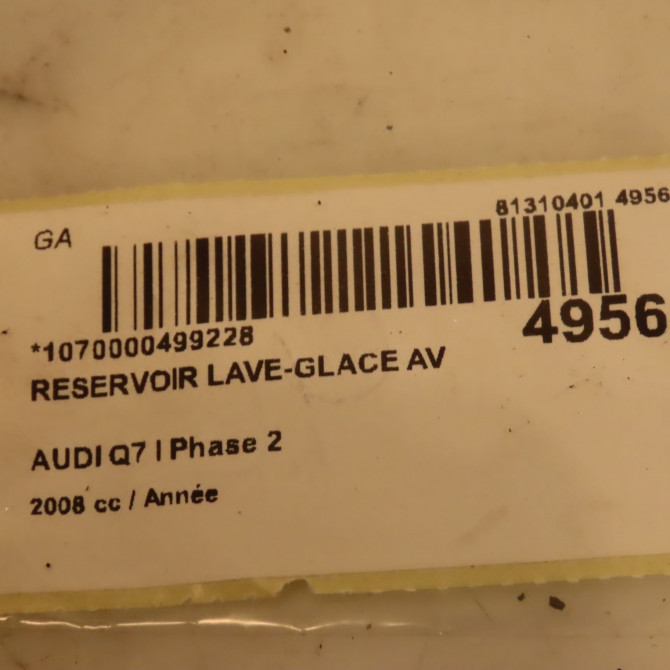 GA
81310401 4956
*1070000499228
4956
RESERVOIR LAVE-GLACE AV
AUDI Q7 I Phase 2
2008 cc / Année